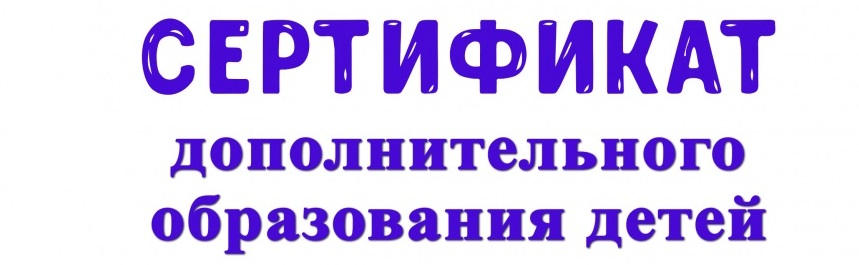 СЕРТИФИКАТ
дополнительного
образования детей